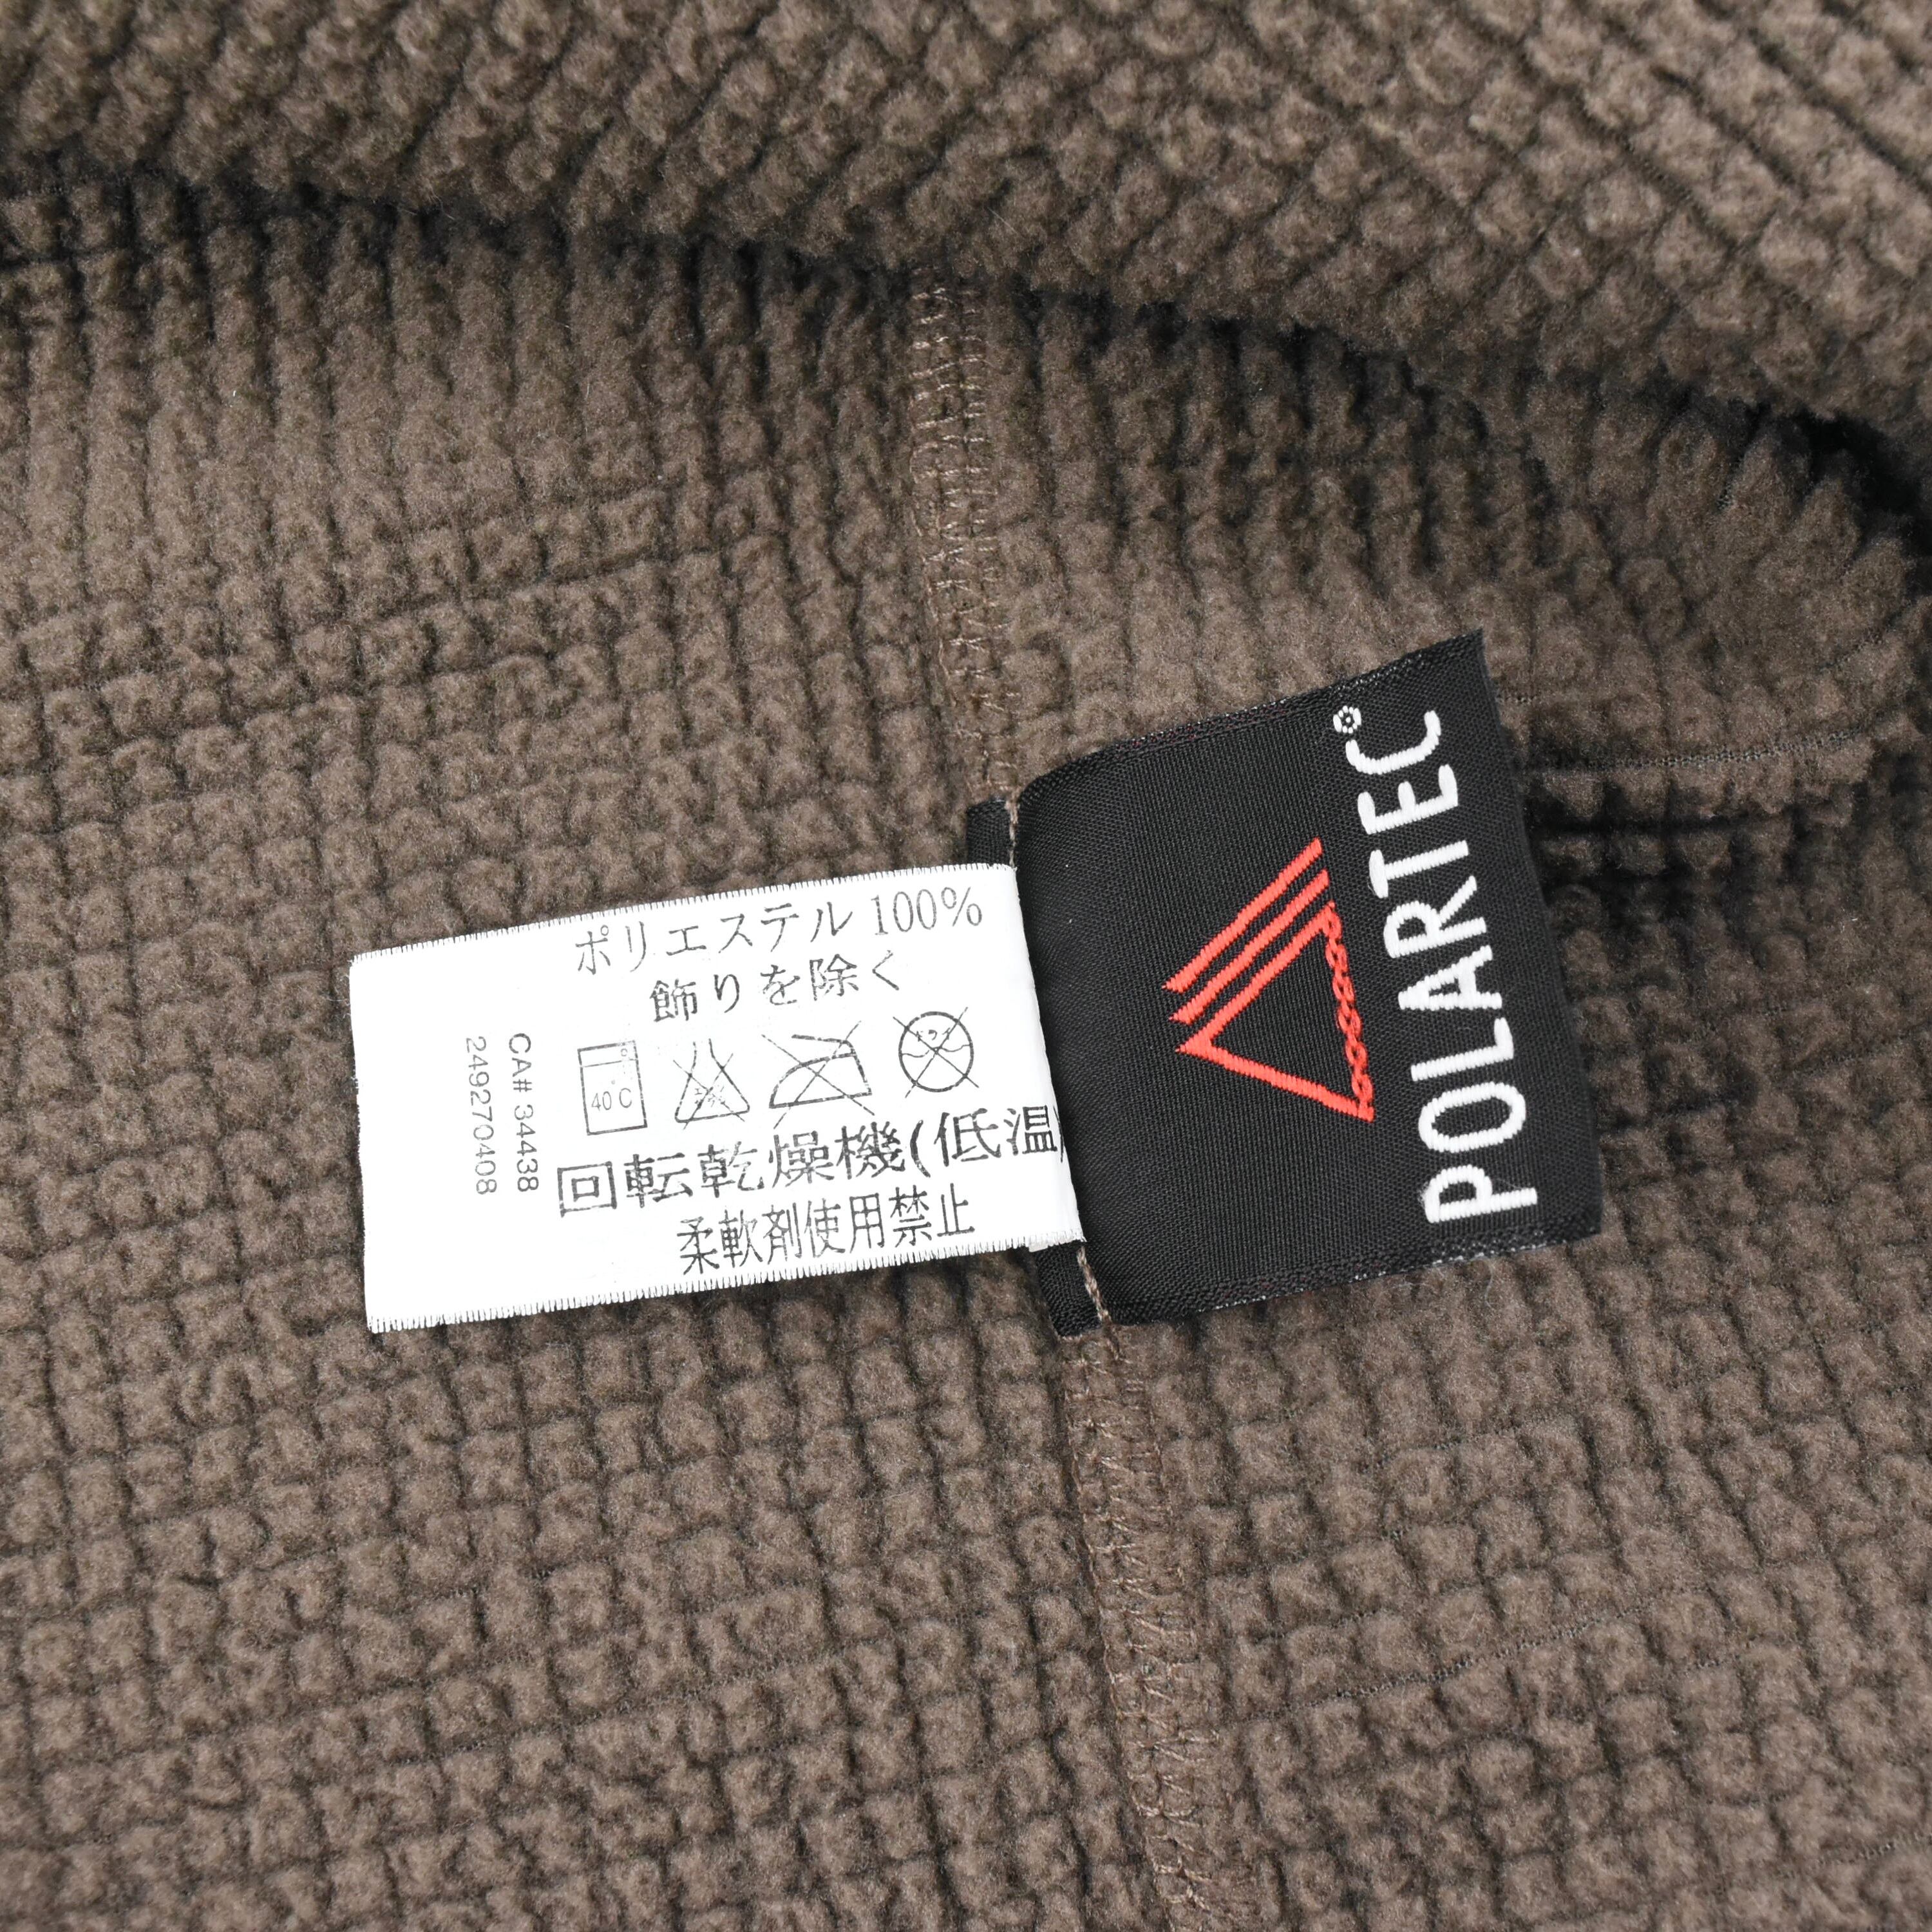 ポリエステル 100%
飾りを除く
40 C
回転乾燥機(低温)
柔軟剤使用禁止
CA# 34438
249270408
POLARTEC®